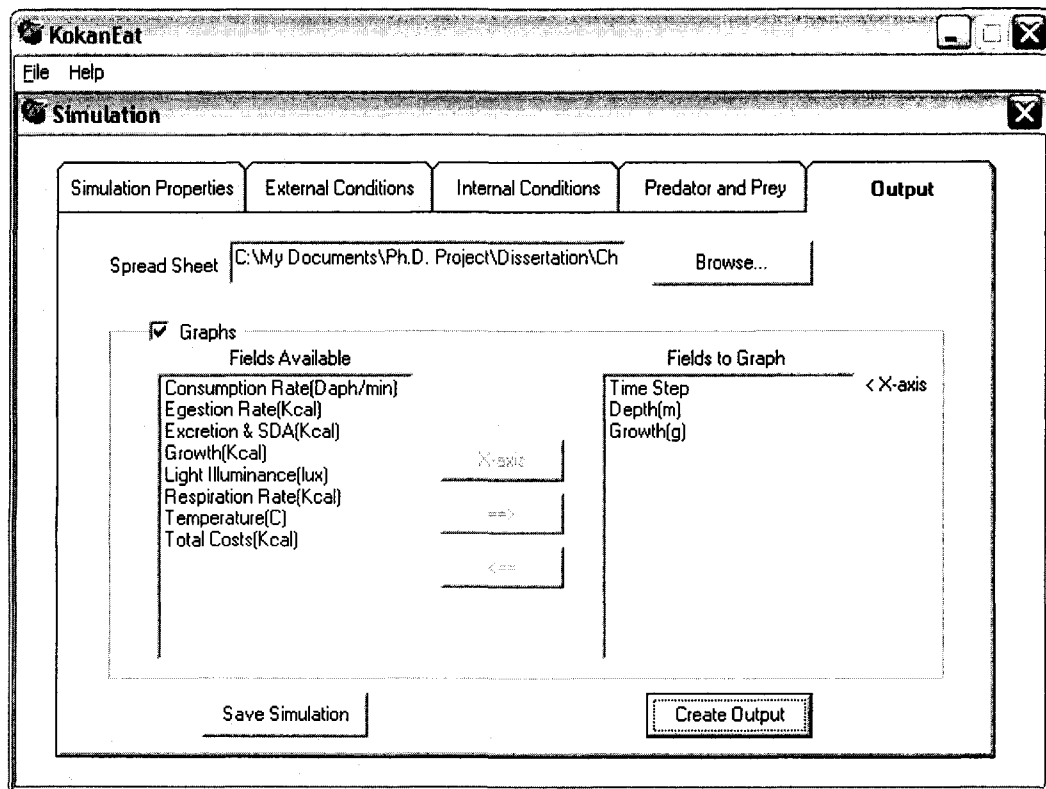 KokanEat
File Help
Simulation
Simulation Properties External Conditions Internal Conditions Predator and Prey Output
Spread Sheet C:\My Documents\Ph.D. Project\Dissertation\Ch Browse...
Graphs
Fields Available Fields to Graph
Consumption Rate(Daph/min)
Egestion Rate(Kcal)
Excretion & SDA(Kcal)
Growth(Kcal)
Light Illuminance(lux)
Respiration Rate(Kcal)
Temperature(C)
Total Costs(Kcal)
X-axis
==>
<==
Time Step < X-axis
Depth(m)
Growth(g)
Save Simulation Create Output